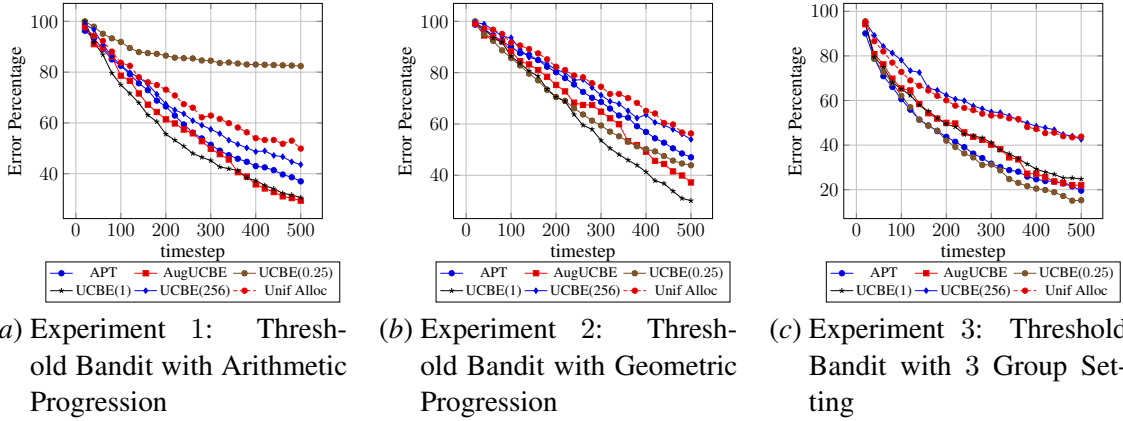 100
80
60
40
0
100
200
300
400
500
Error Percentage
timestep
APT
AugUCBE
UCBE(0.25)
UCBE(1)
UCBE(256)
Unif Alloc
a) Experiment 1: Thresh-
old Bandit with Arithmetic
Progression
100
80
60
40
0
100
200
300
400
500
Error Percentage
timestep
APT
AugUCBE
UCBE(0.25)
UCBE(1)
UCBE(256)
Unif Alloc
(b) Experiment 2: Thresh-
old Bandit with Geometric
Progression
100
80
60
40
20
0
100
200
300
400
500
Error Percentage
timestep
APT
AugUCBE
UCBE(0.25)
UCBE(1)
UCBE(256)
Unif Alloc
(c) Experiment 3: Threshold
Bandit with 3 Group Set-
ting